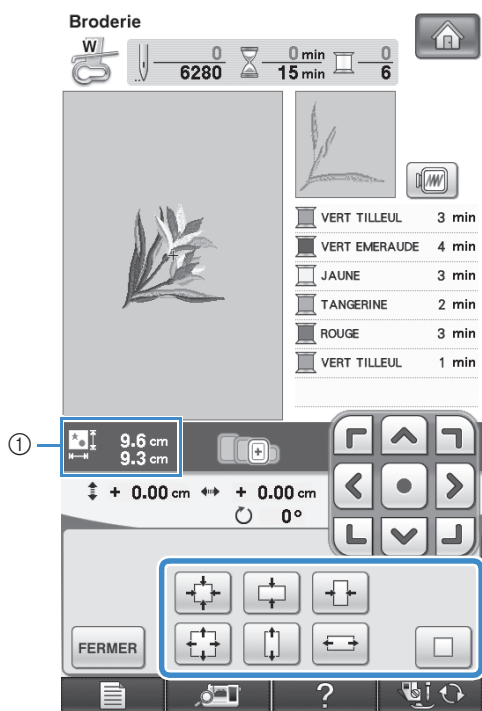 Broderie
W
0 0 min 0
6280 15 min 6
VERT TILLEUL 3 min
VERT EMERAUDE 4 min
JAUNE 3 min
TANGERINE 2 min
ROUGE 3 min
VERT TILLEUL 1 min
① 9.6 cm
9.3 cm
+ 0.00 cm + 0.00 cm
0°
FERMER
?